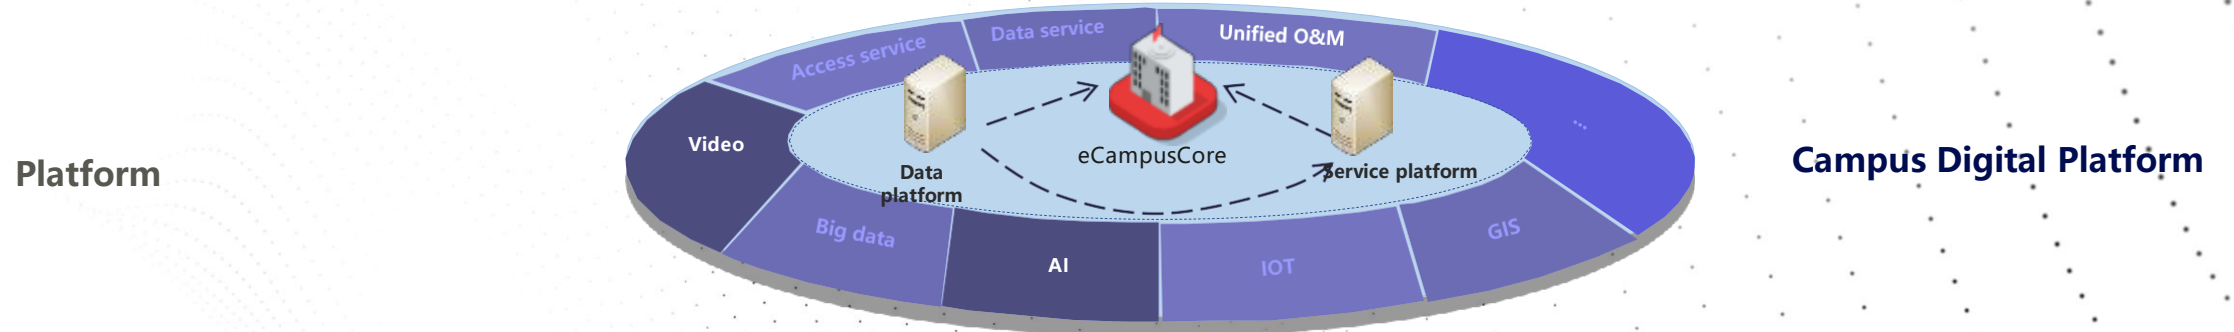 Platform
Access service
Data service
Unified O&M
...
Video
eCampusCore
Data
platform
Service platform
Big data
AI
IOT
GIS
Campus Digital Platform